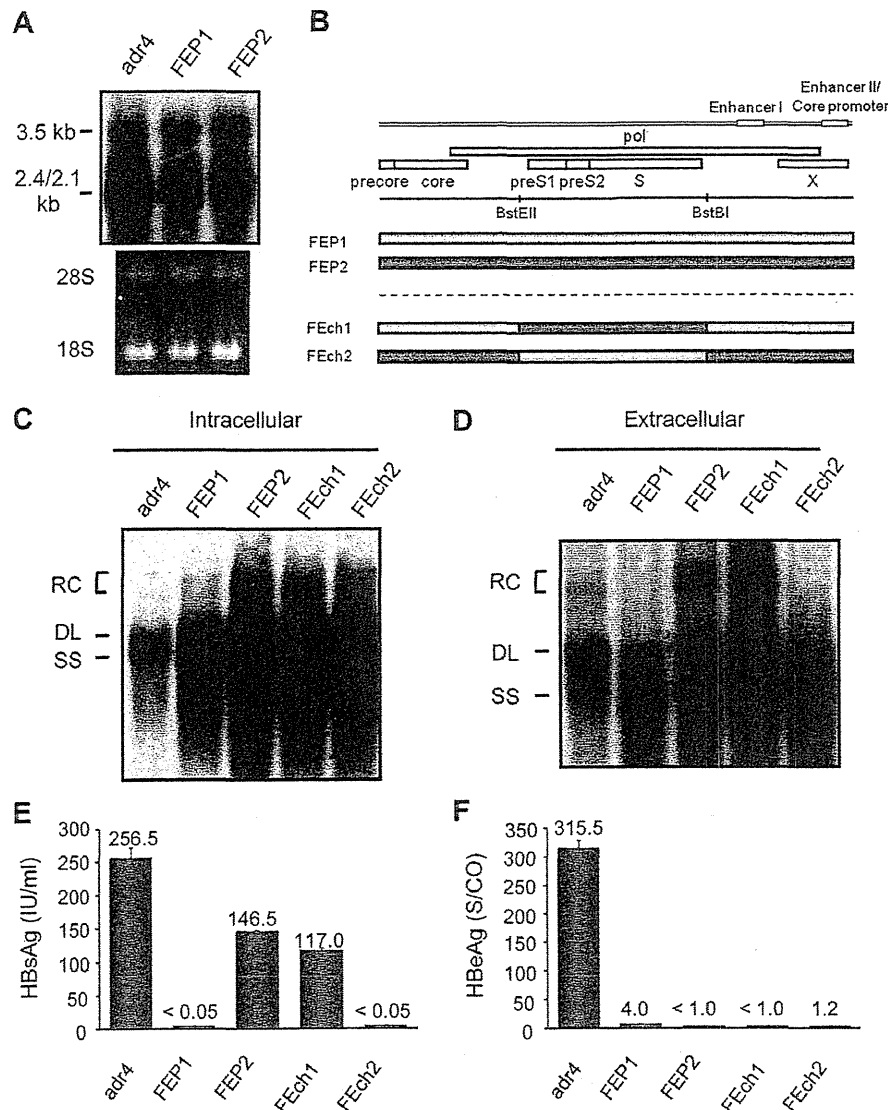 A
adr4 FEP1 FEP2
3.5 kb
2.4/2.1
kb
28S
18S
B
Enhancer II/
Enhancer I Core promoter
pol
precore core preS1 preS2 S X
BstEII BstBI
FEP1
FEP2
FEch1
FEch2
C
Intracellular
adr4 FEP1 FEP2 FEch1 FEch2
RC
DL
SS
D
Extracellular
adr4 FEP1 FEP2 FEch1 FEch2
RC
DL
SS
E
HBsAg (IU/ml)
300
250
200
150
100
50
0
256.5
< 0.05
146.5
117.0
< 0.05
adr4 FEP1 FEP2 FEch1 FEch2
F
HBeAg (S/CO)
350
300
250
200
150
100
50
0
315.5
4.0
< 1.0
< 1.0
1.2
adr4 FEP1 FEP2 FEch1 FEch2